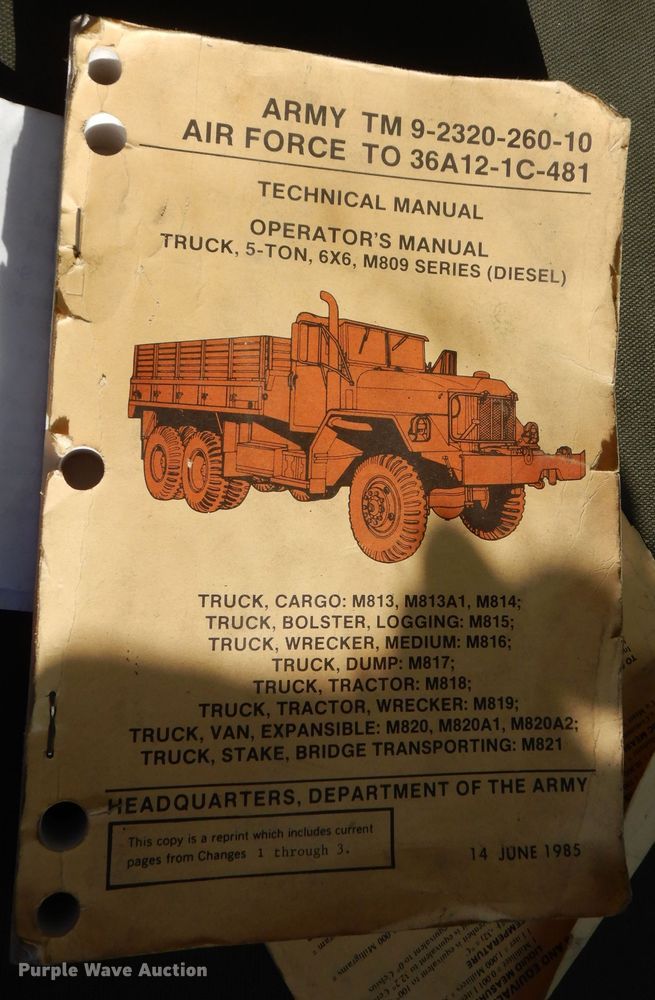 ARMY TM 9-2320-260-10
AIR FORCE TO 36A12-1C-481
TECHNICAL MANUAL
OPERATOR'S MANUAL
TRUCK, 5-TON, 6X6, M809 SERIES (DIESEL)
TRUCK, CARGO: M813, M813A1, M814;
TRUCK, BOLSTER, LOGGING: M815;
TRUCK, WRECKER, MEDIUM: M816;
TRUCK, DUMP: M817;
TRUCK, TRACTOR: M818;
TRUCK, TRACTOR, WRECKER: M819;
TRUCK, VAN, EXPANSIBLE: M820, M820A1, M820A2;
TRUCK, STAKE, BRIDGE TRANSPORTING: M821
HEADQUARTERS, DEPARTMENT OF THE ARMY
This copy is a reprint which includes current
pages from Changes 1 through 3.
14 JUNE 1985
Purple Wave Auction